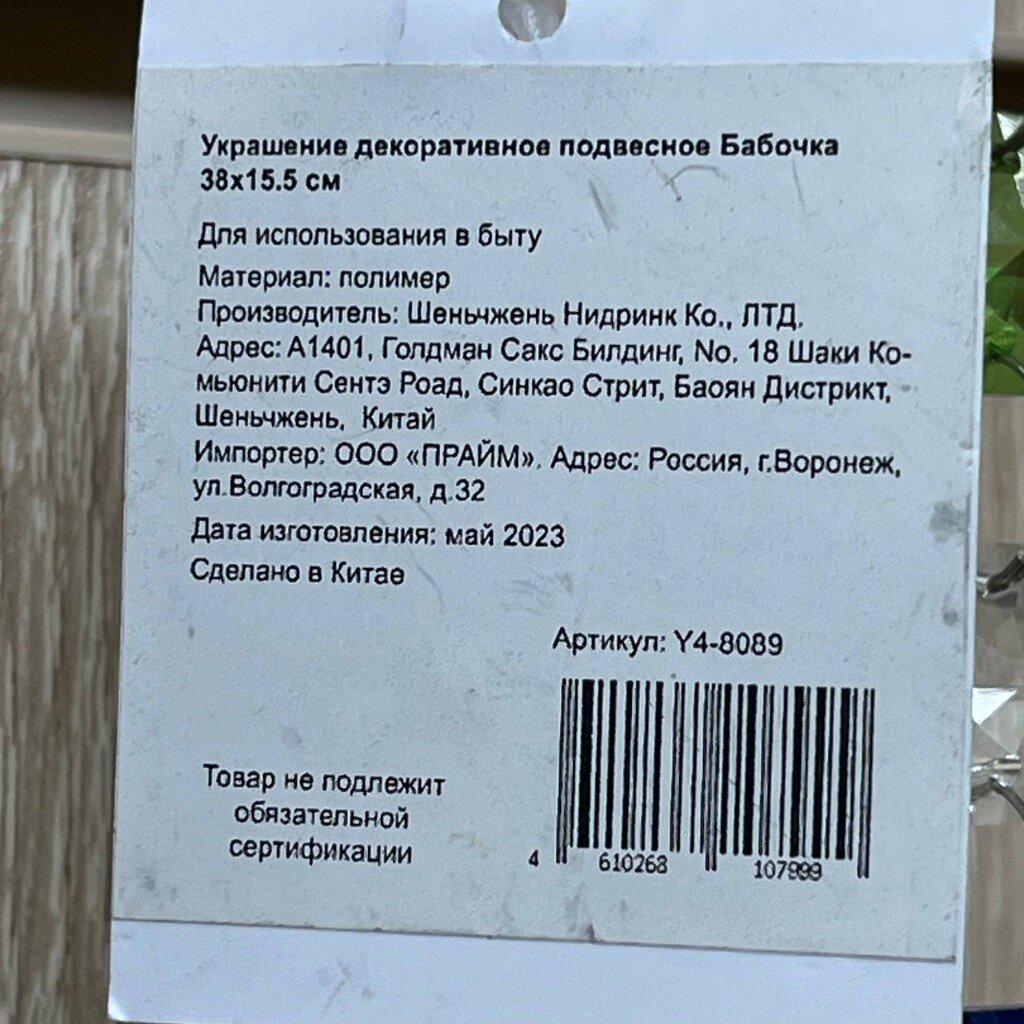 Украшение декоративное подвесное Бабочка
38x15.5 см
Для использования в быту
Материал: полимер
Производитель: Шеньчжень Нидринк Ко., ЛТД.
Адрес: А1401, Голдман Сакс Билдинг, No. 18 Шаки Ко-
мьюнити Сентэ Роад, Синкао Стрит, Баоян Дистрикт,
Шеньчжень, Китай
Импортер: ООО «ПРАЙМ». Адрес: Россия, г.Воронеж,
ул.Волгоградская, д.32
Дата изготовления: май 2023
Сделано в Китае
Артикул: Y4-8089
Товар не подлежит
обязательной
сертификации
4 610268 107999